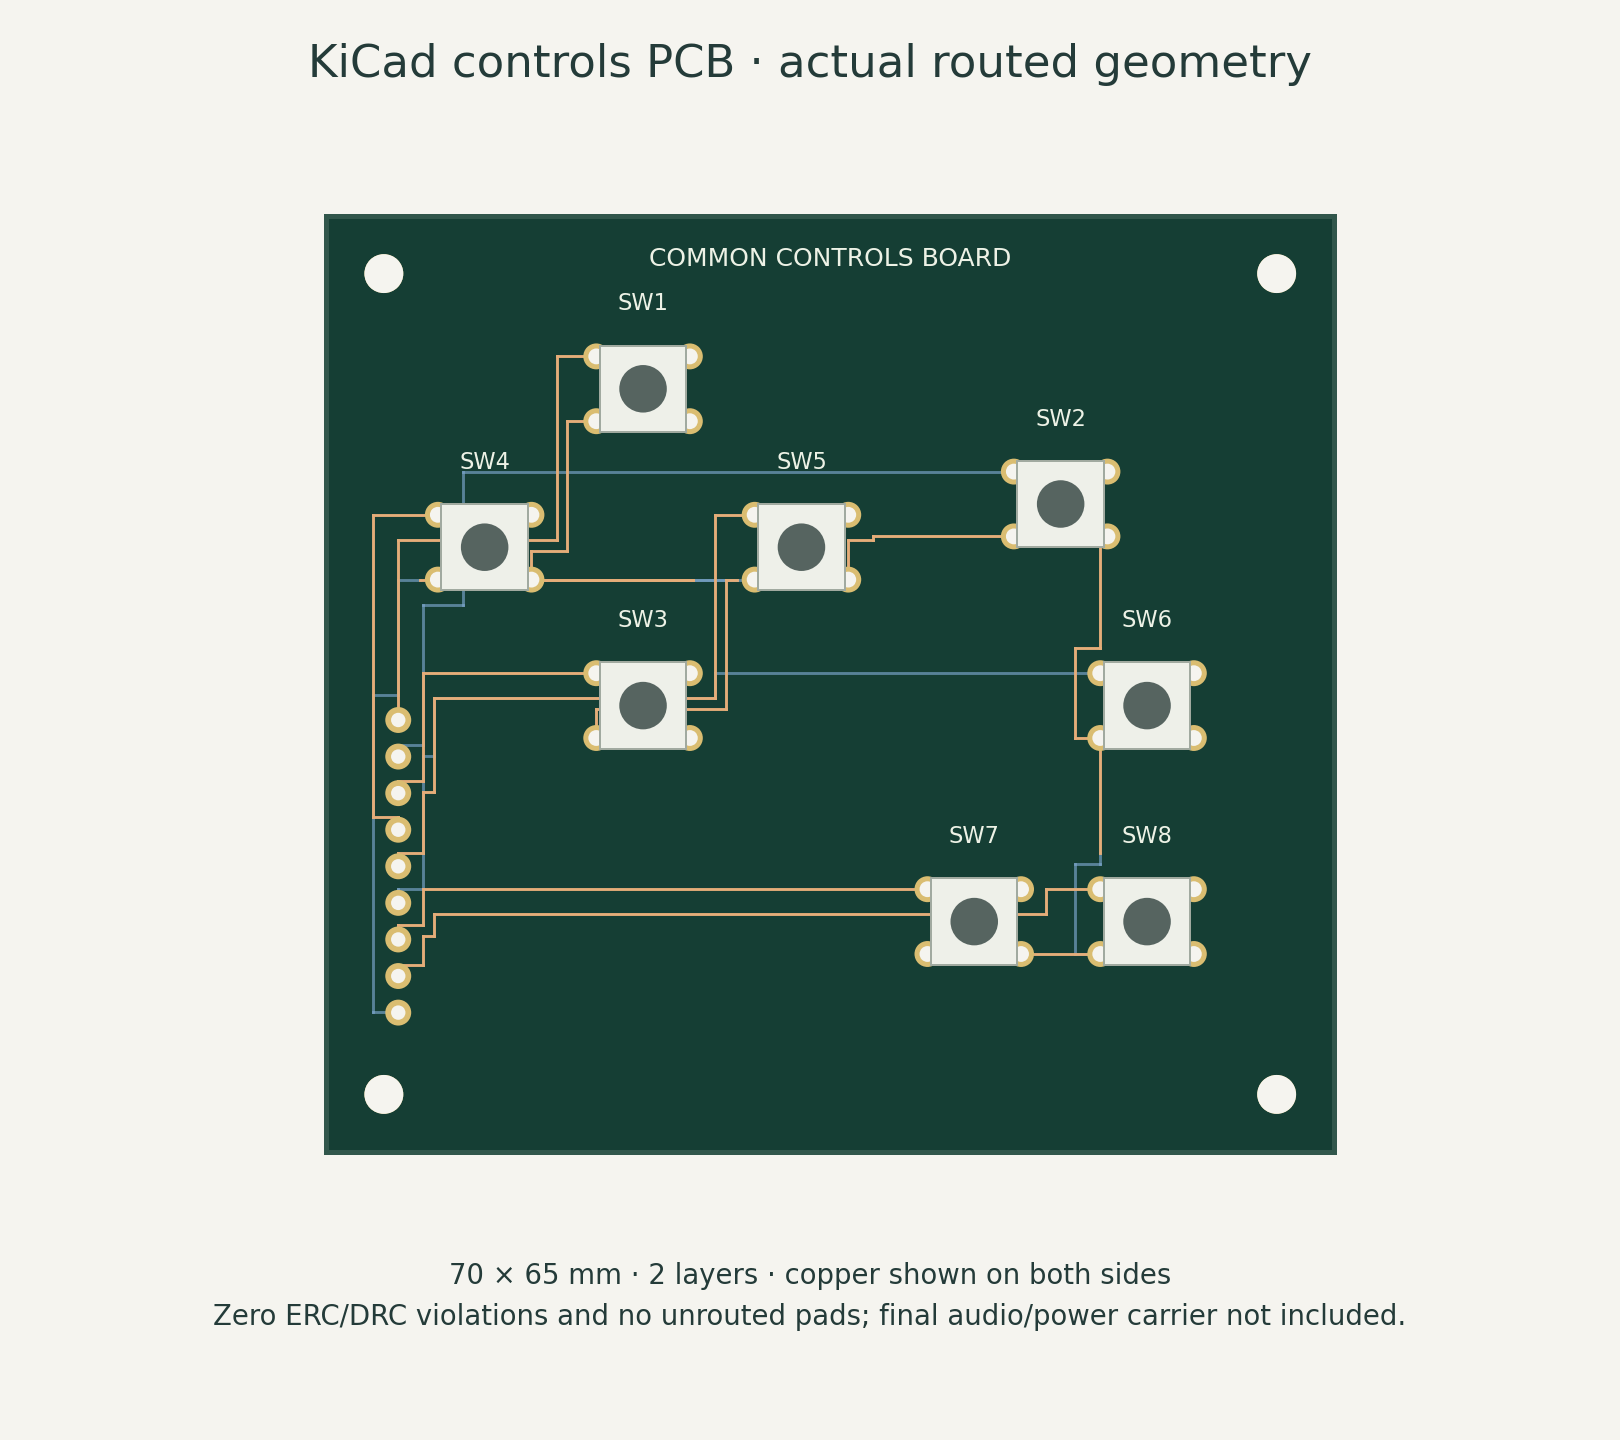 KiCad controls PCB · actual routed geometry
COMMON CONTROLS BOARD
SW1
SW2
SW4
SW5
SW3
SW6
SW7
SW8
70 × 65 mm · 2 layers · copper shown on both sides
Zero ERC/DRC violations and no unrouted pads; final audio/power carrier not included.